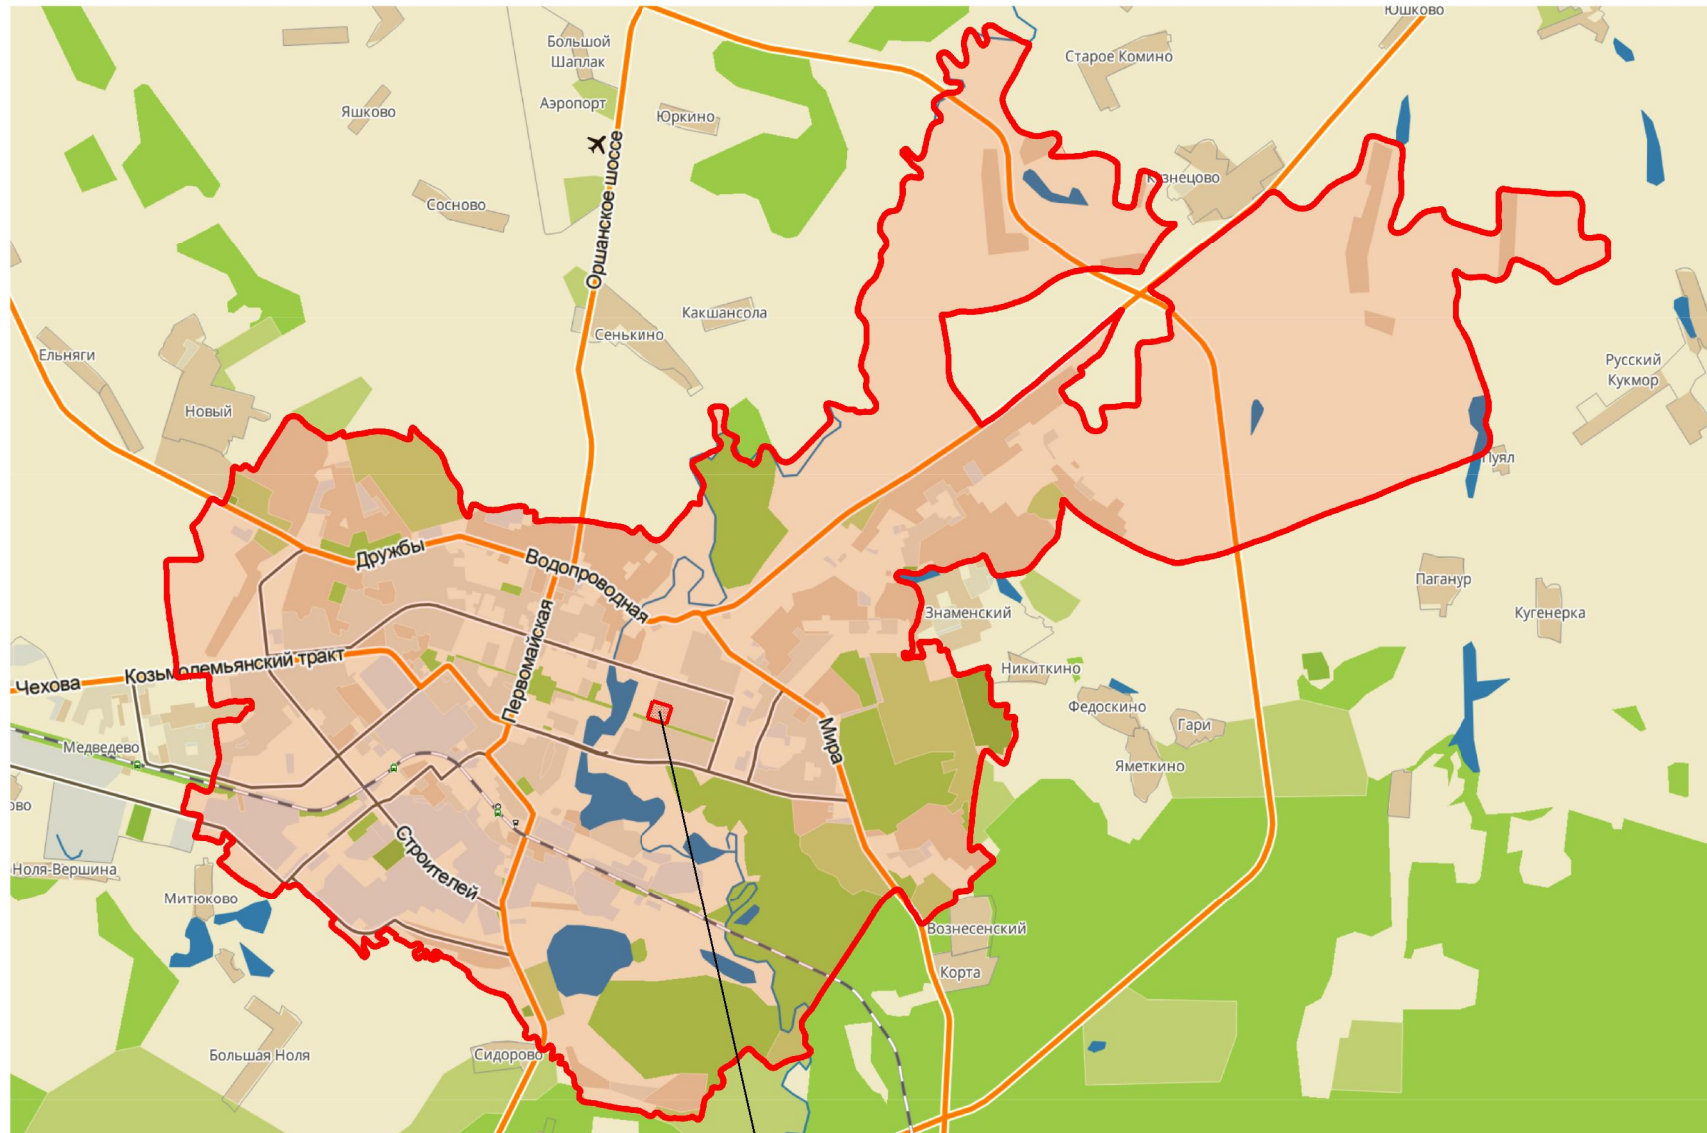 Юшково
Большой
Шаплак
Старое Комино
Аэропорт
Яшково
Юркино
Оршанское шоссе
Сосново
Какшансола
Сенькино
Ельняги
Новый
Русский
Кукмор
Пуял
Дружбы
Водопроводная
Паганур
Знаменский
Кугенерка
Первомайская
Козьмодемьянский тракт
Чехова
Никиткино
Федоскино
Гари
Мира
Медведево
Яметкино
Строителей
Ноля-Вершина
Митюково
Вознесенский
Корта
Большая Ноля
Сидорово